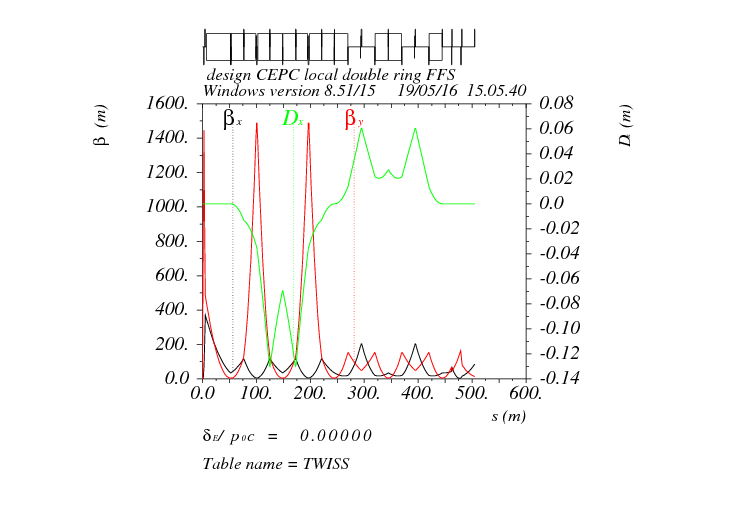 design CEPC local double ring FFS
Windows version 8.51/15 19/05/16 15.05.40
β (m)
D (m)
βx Dx βy
1600. 0.08
1400. 0.06
1200. 0.04
1000. 0.02
800. 0.0
600. -0.02
400. -0.04
200. -0.06
0.0 -0.08
-0.10
-0.12
-0.14
0.0 100. 200. 300. 400. 500. 600.
s (m)
δE/ p0c = 0.00000
Table name = TWISS